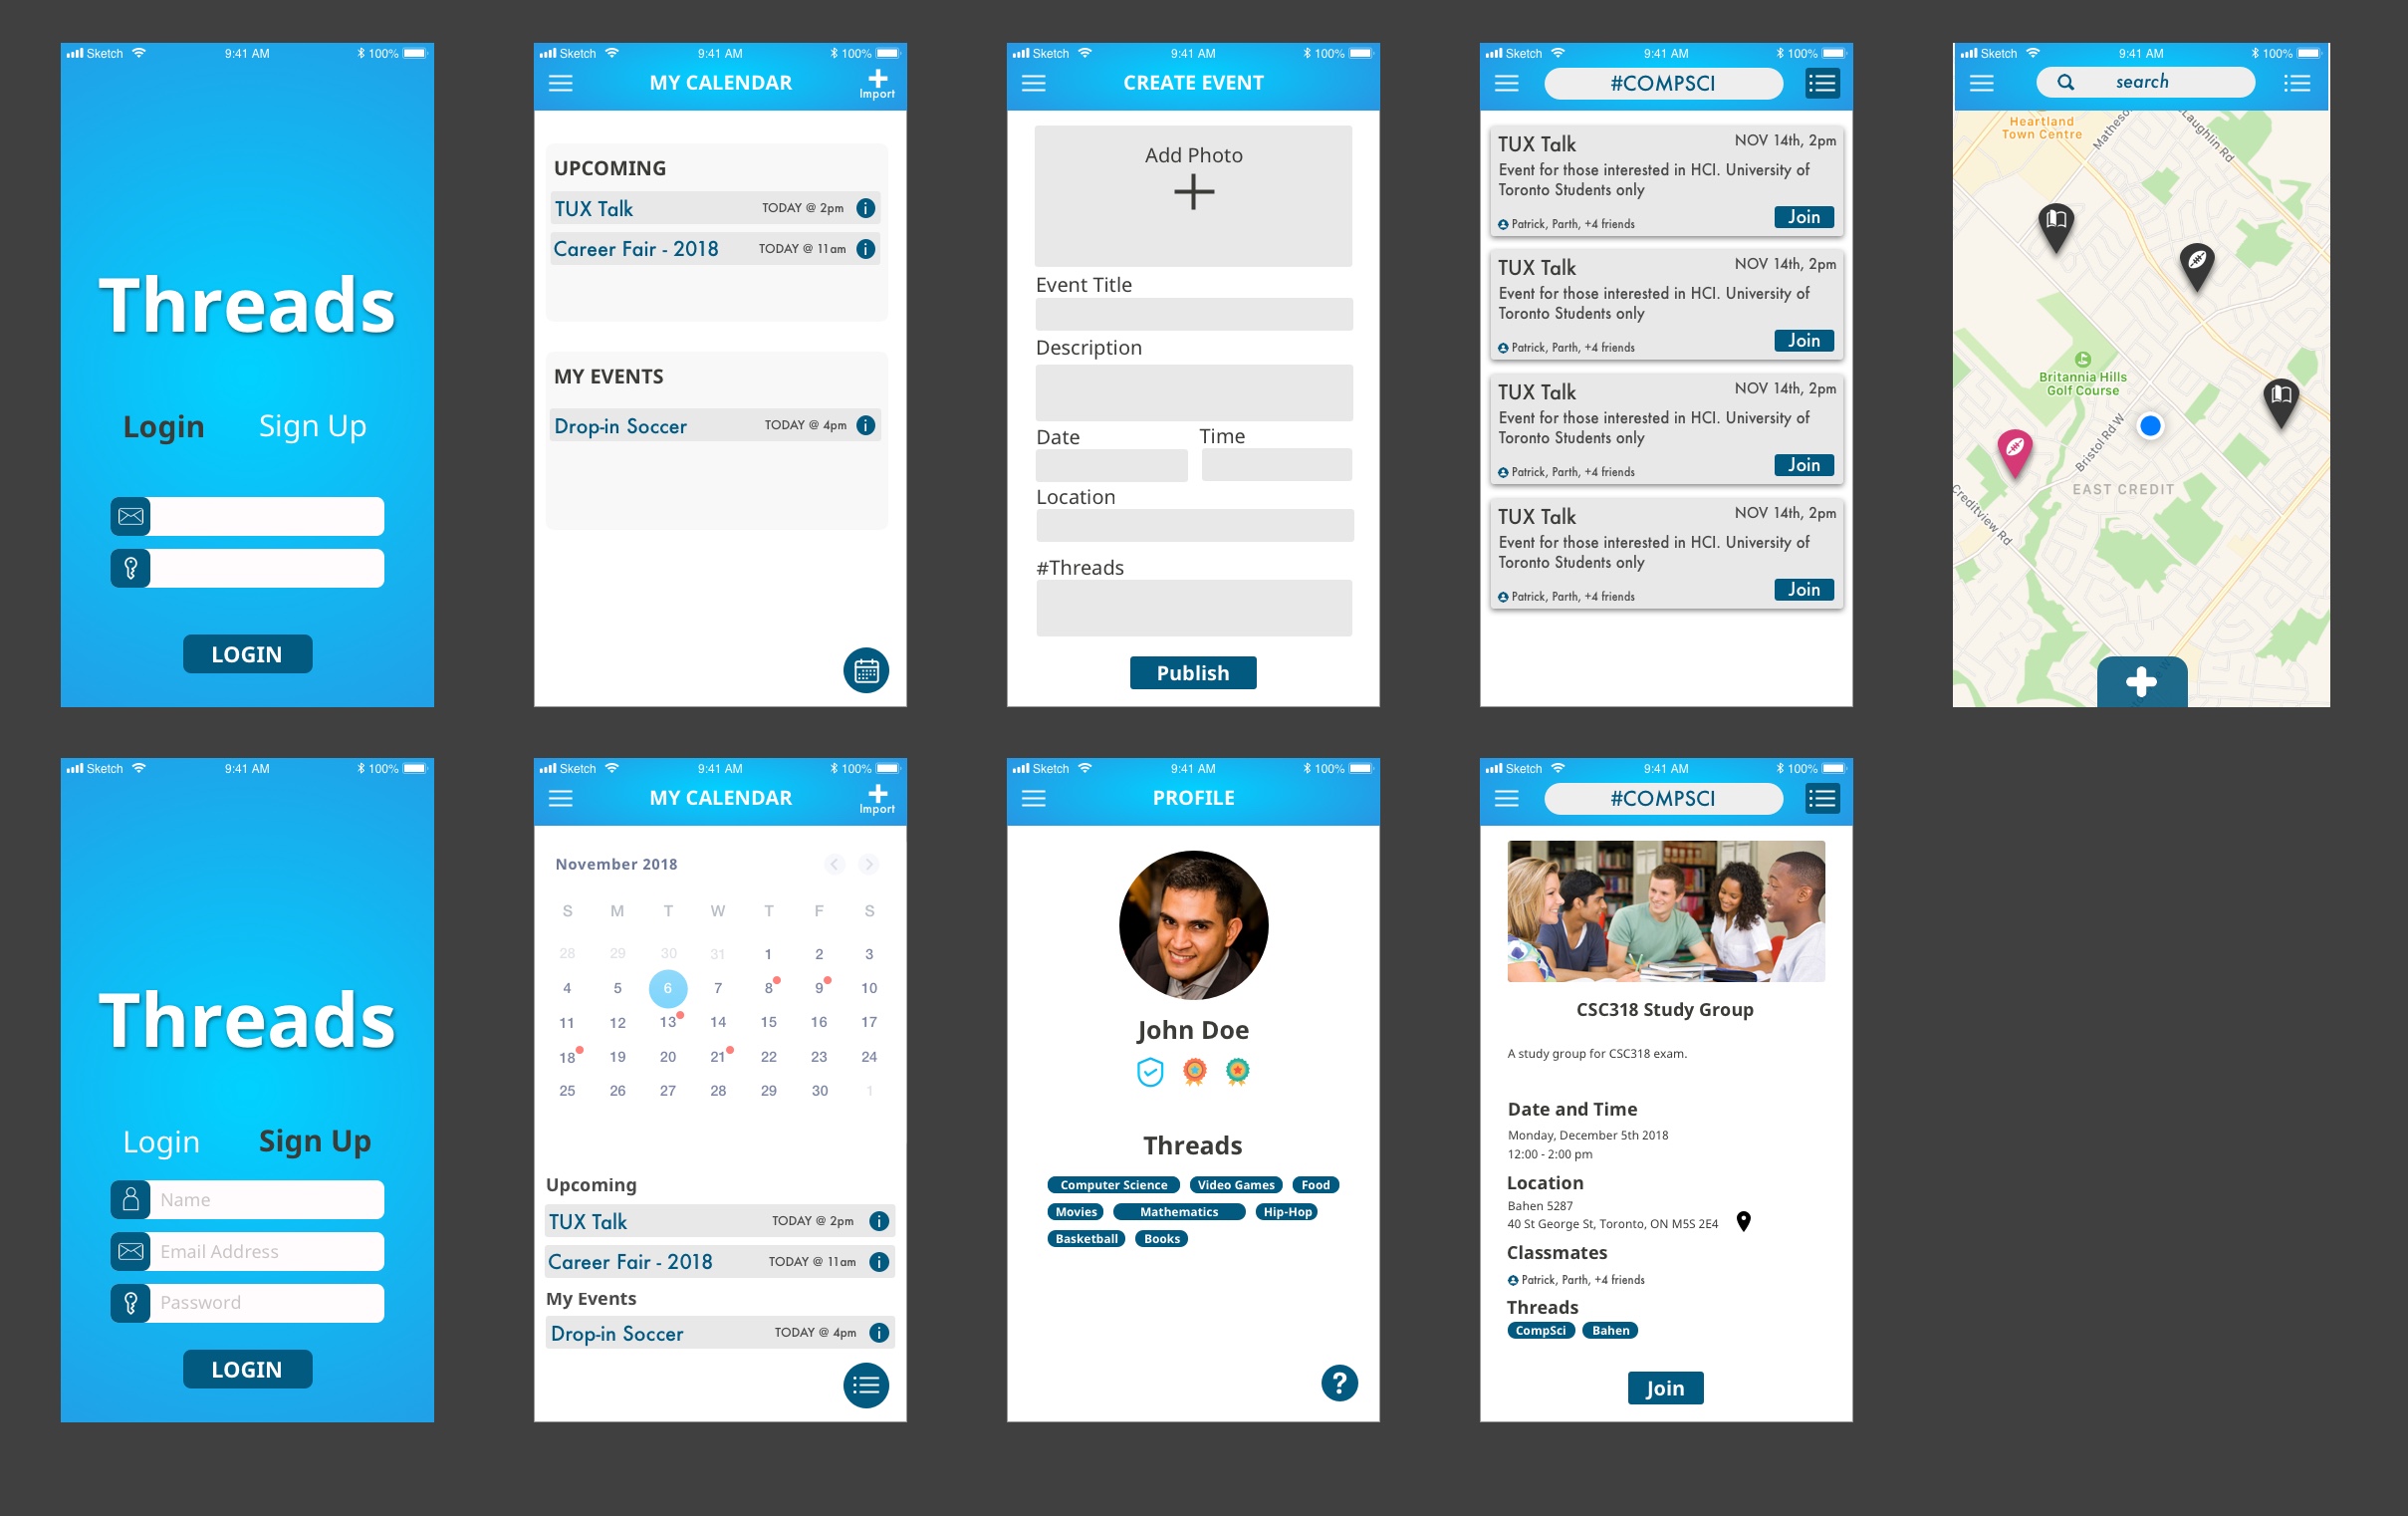 Sketch 9:41 AM 100%
Threads
Login Sign Up
LOGIN
Sketch 9:41 AM 100%
MY CALENDAR
Import
UPCOMING
TUX Talk TODAY @ 2pm
Career Fair - 2018 TODAY @ 11am
MY EVENTS
Drop-in Soccer TODAY @ 4pm
Sketch 9:41 AM 100%
CREATE EVENT
Add Photo
Event Title
Description
Date Time
Location
#Threads
Publish
Sketch 9:41 AM 100%
#COMPSCI
TUX Talk NOV 14th, 2pm
Event for those interested in HCI. University of
Toronto Students only
Patrick, Parth, +4 friends Join
TUX Talk NOV 14th, 2pm
Event for those interested in HCI. University of
Toronto Students only
Patrick, Parth, +4 friends Join
TUX Talk NOV 14th, 2pm
Event for those interested in HCI. University of
Toronto Students only
Patrick, Parth, +4 friends Join
TUX Talk NOV 14th, 2pm
Event for those interested in HCI. University of
Toronto Students only
Patrick, Parth, +4 friends Join
Sketch 9:41 AM 100%
search
Heartland
Town Centre
Matheso
Laughlin Rd
Britannia Hills
Golf Course
Bristol Rd W
EAST CREDIT
Creditview Rd
Sketch 9:41 AM 100%
Threads
Login Sign Up
Name
Email Address
Password
LOGIN
Sketch 9:41 AM 100%
MY CALENDAR
Import
November 2018
S M T W T F S
28 29 30 31 1 2 3
4 5 6 7 8 9 10
11 12 13 14 15 16 17
18 19 20 21 22 23 24
25 26 27 28 29 30 1
Upcoming
TUX Talk TODAY @ 2pm
Career Fair - 2018 TODAY @ 11am
My Events
Drop-in Soccer TODAY @ 4pm
Sketch 9:41 AM 100%
PROFILE
John Doe
Threads
Computer Science Video Games Food
Movies Mathematics Hip-Hop
Basketball Books
?
Sketch 9:41 AM 100%
#COMPSCI
CSC318 Study Group
A study group for CSC318 exam.
Date and Time
Monday, December 5th 2018
12:00 - 2:00 pm
Location
Bahen 5287
40 St George St, Toronto, ON M5S 2E4
Classmates
Patrick, Parth, +4 friends
Threads
CompSci Bahen
Join